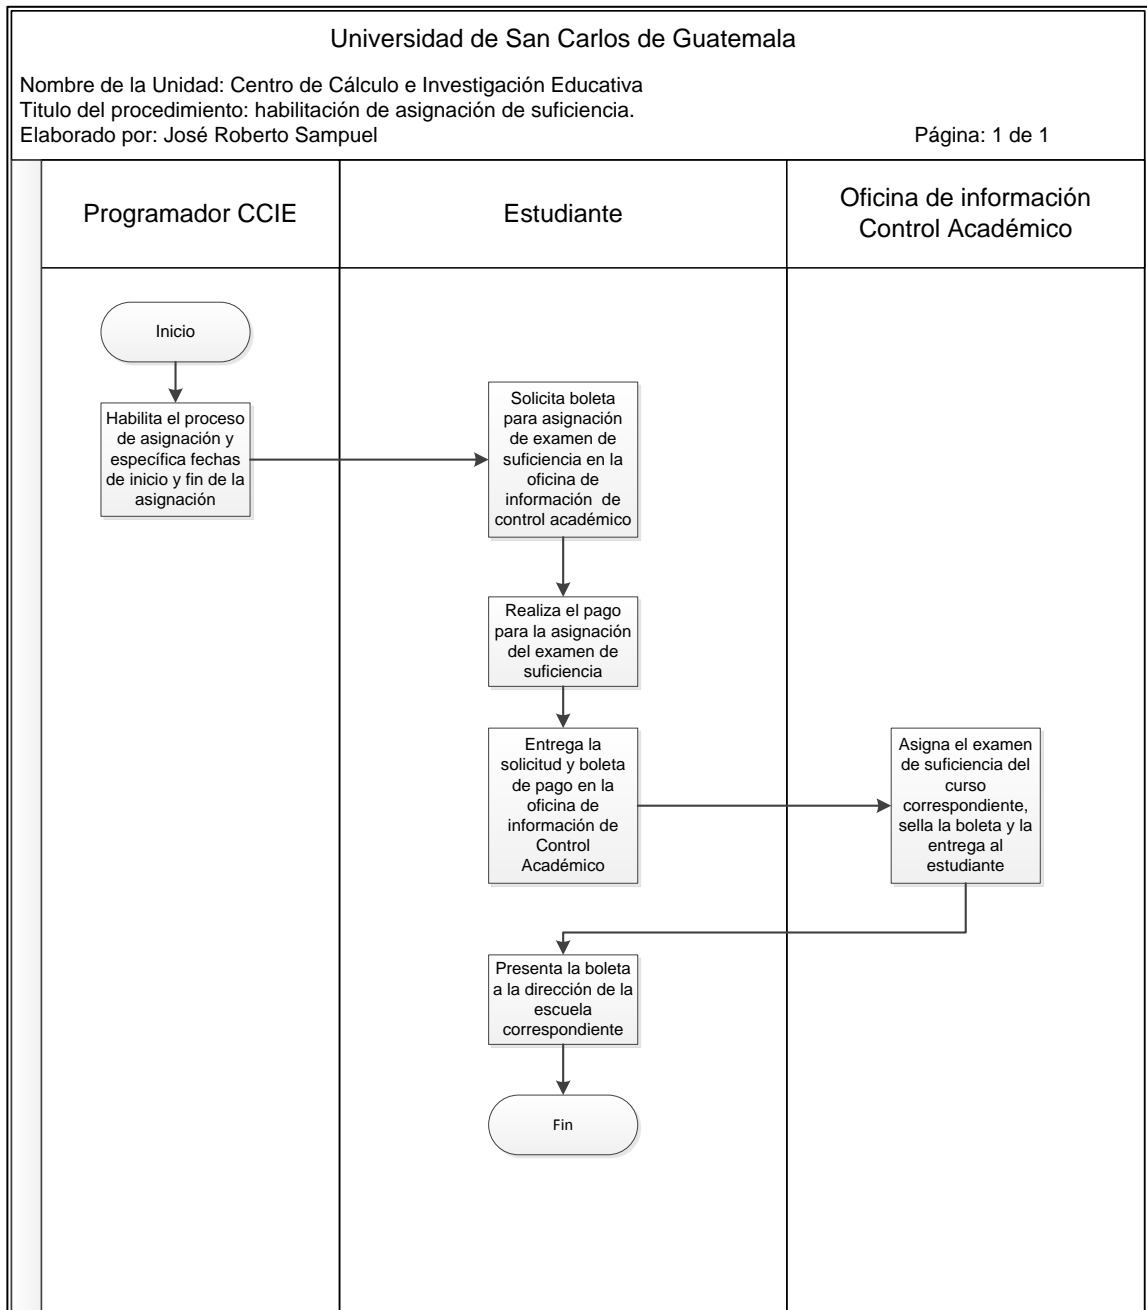 Universidad de San Carlos de Guatemala
Nombre de la Unidad: Centro de Cálculo e Investigación Educativa
Titulo del procedimiento: habilitación de asignación de suficiencia.
Elaborado por: José Roberto Sampuel
Página: 1 de 1
Programador CCIE
Estudiante
Oficina de información
Control Académico
Inicio
Habilita el proceso
de asignación y
específica fechas
de inicio y fin de la
asignación
Solicita boleta
para asignación
de examen de
suficiencia en la
oficina de
información de
control académico
Realiza el pago
para la asignación
del examen de
suficiencia
Entrega la
solicitud y boleta
de pago en la
oficina de
información de
Control
Académico
Asigna el examen
de suficiencia del
curso
correspondiente,
sella la boleta y la
entrega al
estudiante
Presenta la boleta
a la dirección de la
escuela
correspondiente
Fin